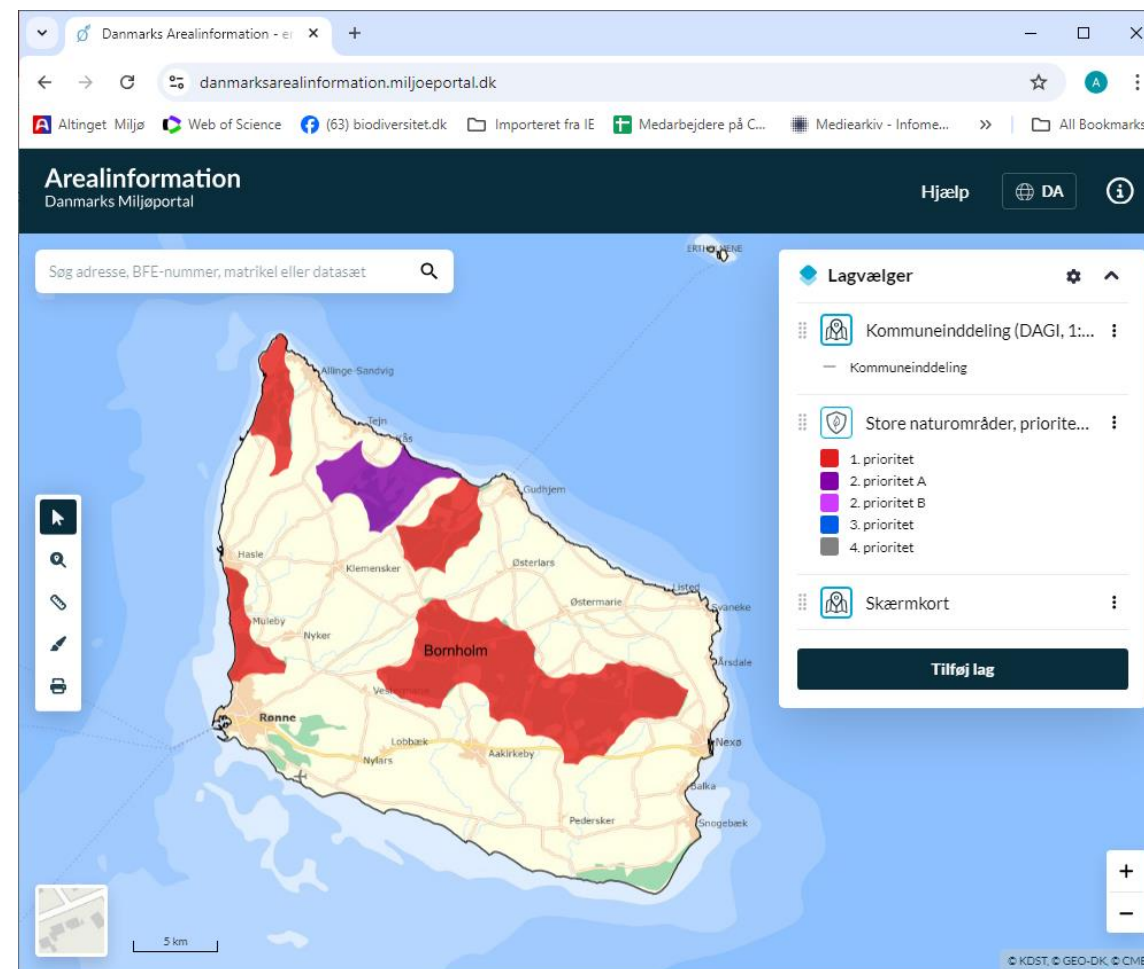 Danmarks Arealinformation - er
danmarksarealinformation.miljoeportal.dk
Altinget Miljø
Web of Science
(63) biodiversitet.dk
Importeret fra IE
Medarbejdere på C...
Mediearkiv - Infome...
All Bookmarks
Arealinformation
Danmarks Miljøportal
Hjælp
DA
Søg adresse, BFE-nummer, matrikel eller datasæt
Lagvælger
Kommuneinddeling (DAGI, 1:...
Kommuneinddeling
Store naturområder, priorite...
1. prioritet
2. prioritet A
2. prioritet B
3. prioritet
4. prioritet
Skærmkort
Tilføj lag
Allinge-Sandvig
Tejn
Gudhjem
Hasle
Klemensker
Østerlars
Listed
Østermarie
Svaneke
Muleby
Nyker
Bornholm
Årsdale
Rønne
Lobbæk
Nylars
Aakirkeby
Nexø
Balka
Pedersker
Snogebæk
5 km
+
−
© KDST, © GEO-DK, © CME